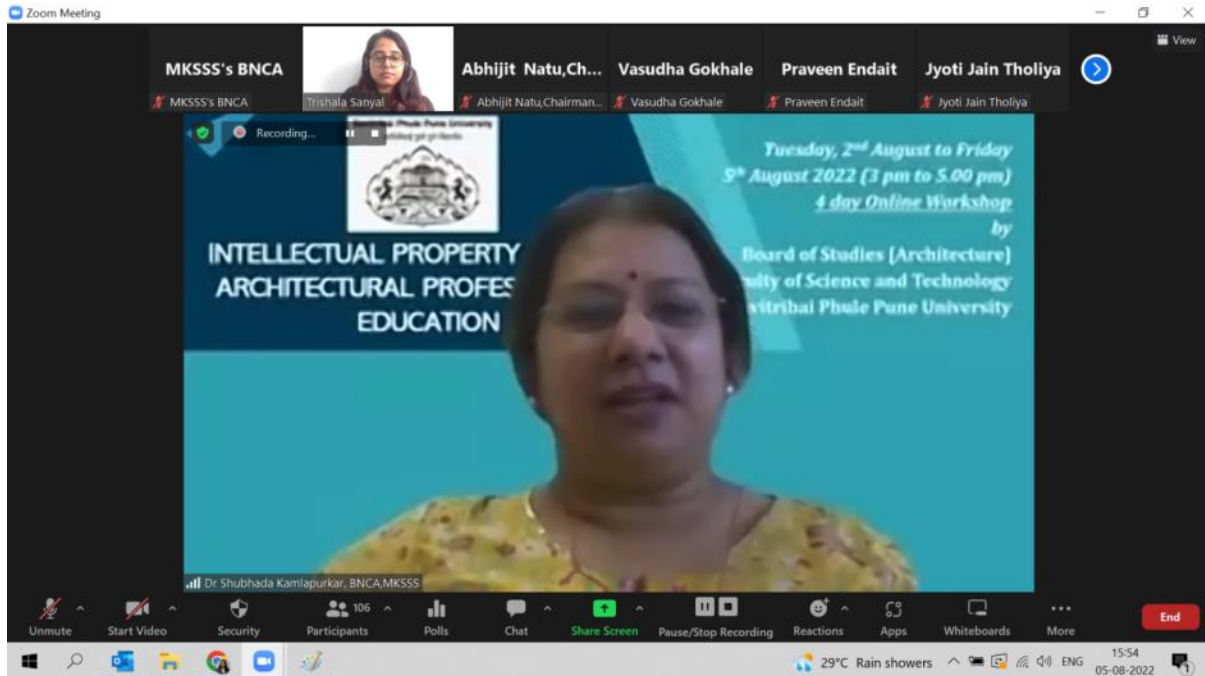 Zoom Meeting
View
MKSSS's BNCA
Abhijit Natu,Ch...
Vasudha Gokhale
Praveen Endait
Jyoti Jain Tholiya
MKSSS's BNCA
Trishala Sanyal
Abhijit Natu,Chairman...
Vasudha Gokhale
Praveen Endait
Jyoti Jain Tholiya
Recording...
Phule Pune University
INTELLECTUAL PROPERTY
ARCHITECTURAL PROFES
EDUCATION
Tuesday, 2nd August to Friday
5th August 2022 (3 pm to 5.00 pm)
4 day Online Workshop
by
Board of Studies [Architecture]
ulty of Science and Technology
vitribai Phule Pune University
Dr Shubhada Kamlapurkar, BNCA,MKSSS
Unmute
Start Video
Security
106
Participants
Polls
Chat
Share Screen
Pause/Stop Recording
Reactions
Apps
Whiteboards
More
End
29°C Rain showers
ENG
15:54
05-08-2022
1